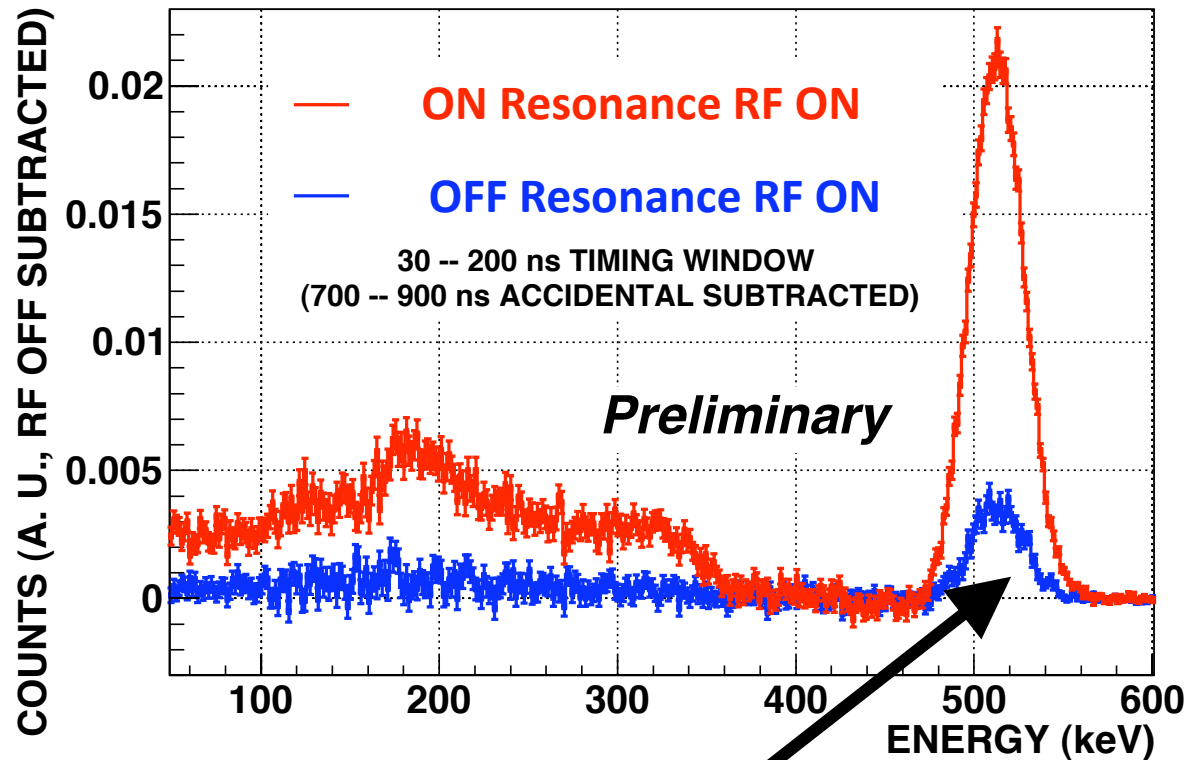 COUNTS (A. U., RF OFF SUBTRACTED)
0.02
0.015
0.01
0.005
0
ON Resonance RF ON
OFF Resonance RF ON
30 -- 200 ns TIMING WINDOW
(700 -- 900 ns ACCIDENTAL SUBTRACTED)
Preliminary
100 200 300 400 500 600
ENERGY (keV)